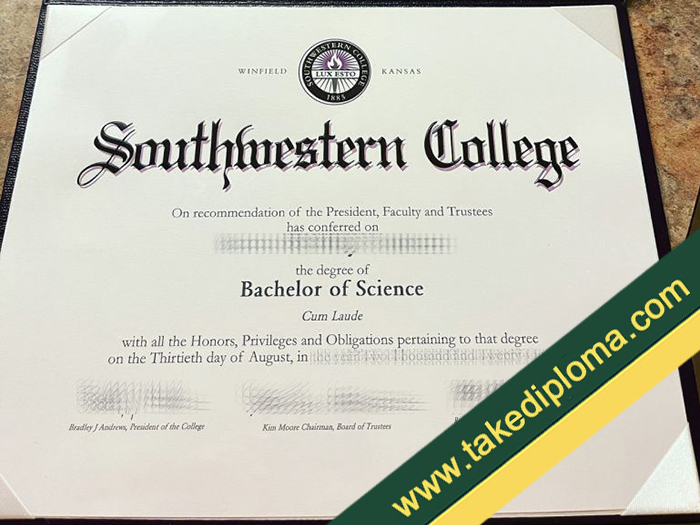 WINFIELD KANSAS
SOUTHWESTERN COLLEGE
LUX ESTO
1885
Southwestern College
On recommendation of the President, Faculty and Trustees
has conferred on
the degree of
Bachelor of Science
Cum Laude
with all the Honors, Privileges and Obligations pertaining to that degree
on the Thirtieth day of August, in
Bradley J Andrews, President of the College
Kim Moore Chairman, Board of Trustees
www.takediploma.com